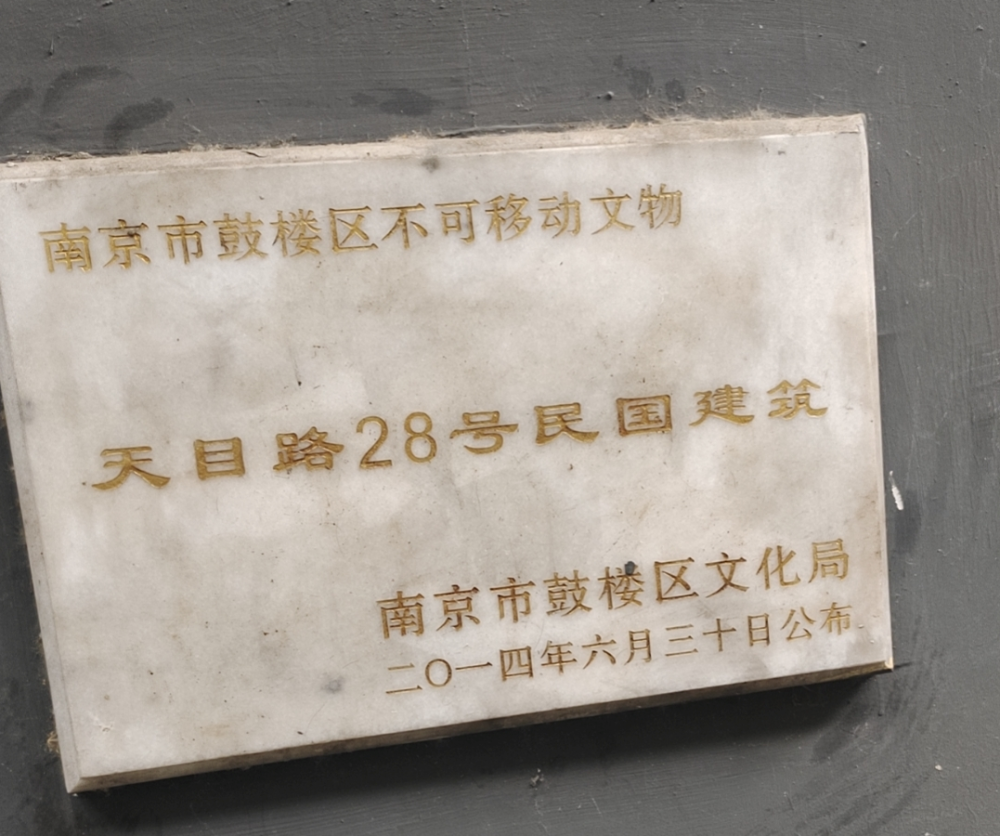 南京市鼓楼区不可移动文物
天目路28号民国建筑
南京市鼓楼区文化局
二〇一四年六月三十日公布